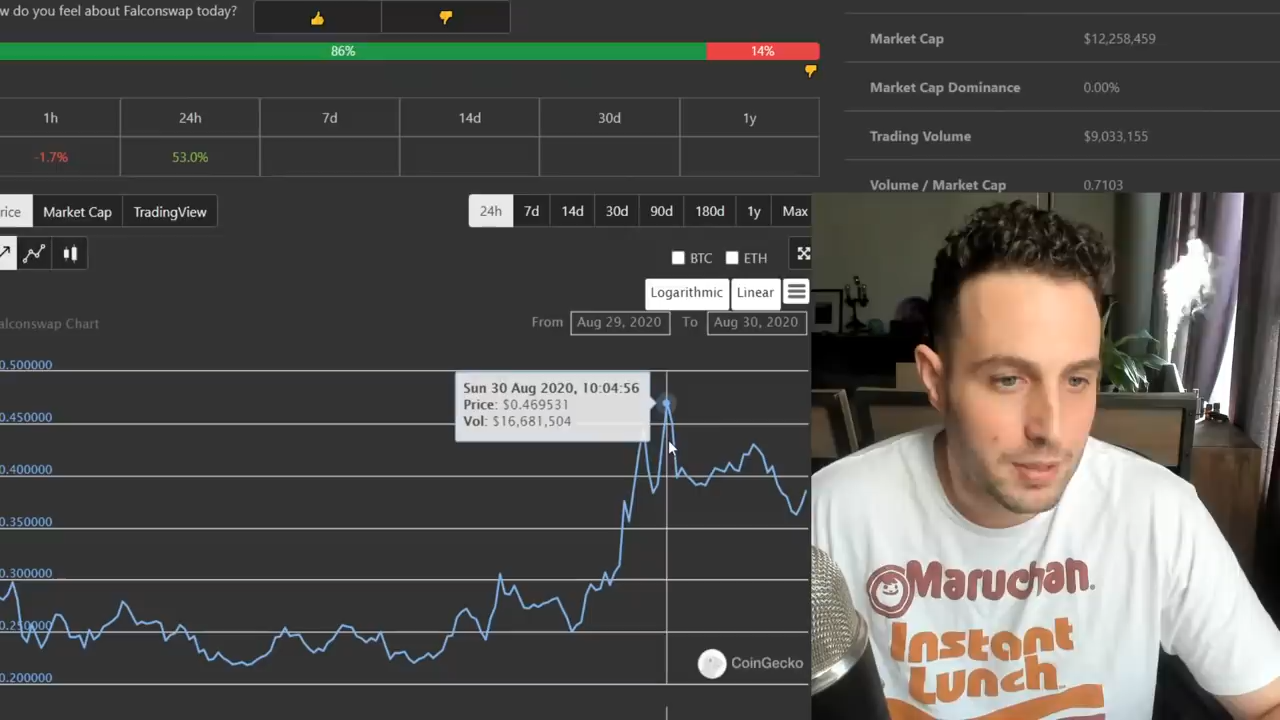 w do you feel about Falconswap today?
86%
14%
1h 24h 7d 14d 30d 1y
-1.7% 53.0%
rice Market Cap TradingView
24h 7d 14d 30d 90d 180d 1y Max
BTC ETH
Logarithmic Linear
alconswap Chart
From Aug 29, 2020 To Aug 30, 2020
0.500000
0.450000
0.400000
0.350000
0.300000
0.250000
0.200000
Sun 30 Aug 2020, 10:04:56
Price: $0.469531
Vol: $16,681,504
CoinGecko
Market Cap $12,258,459
Market Cap Dominance 0.00%
Trading Volume $9,033,155
Volume / Market Cap 0.7103
Maruchan.
Instant
Lunch